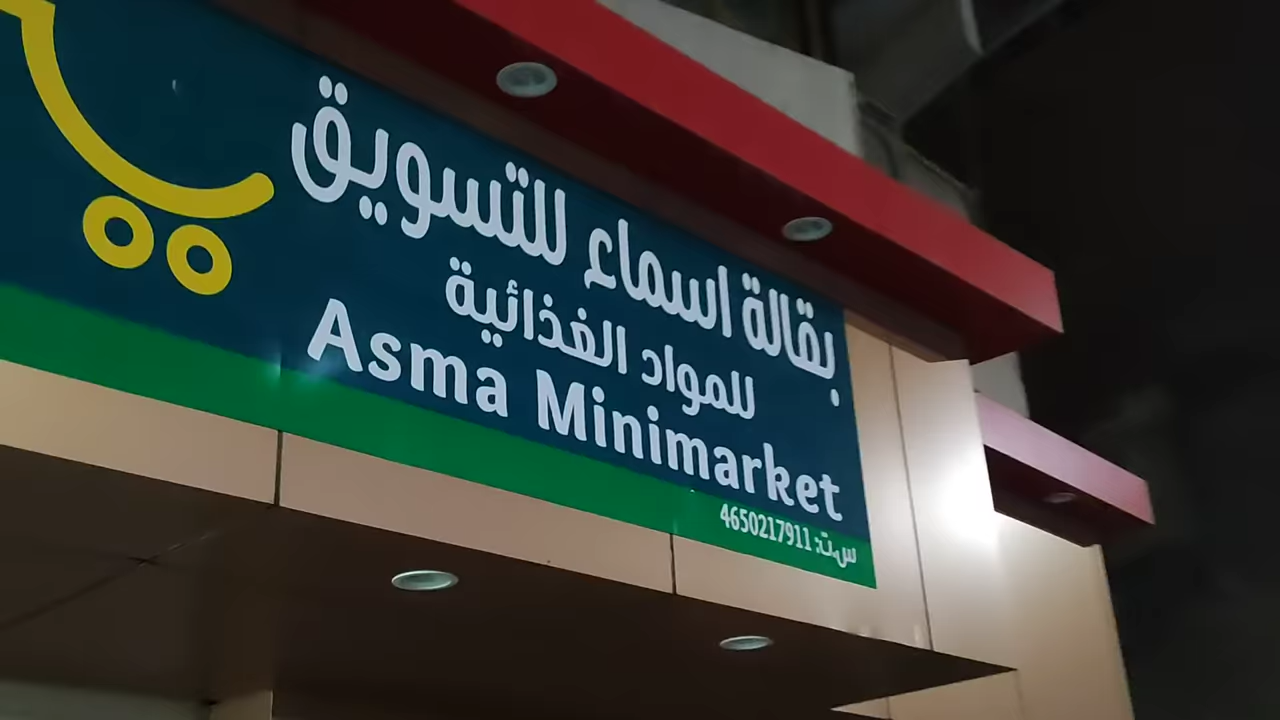 بقالة اسماء للتسويق
للمواد الغذائية
Asma Minimarket
س.ت: 4650217911